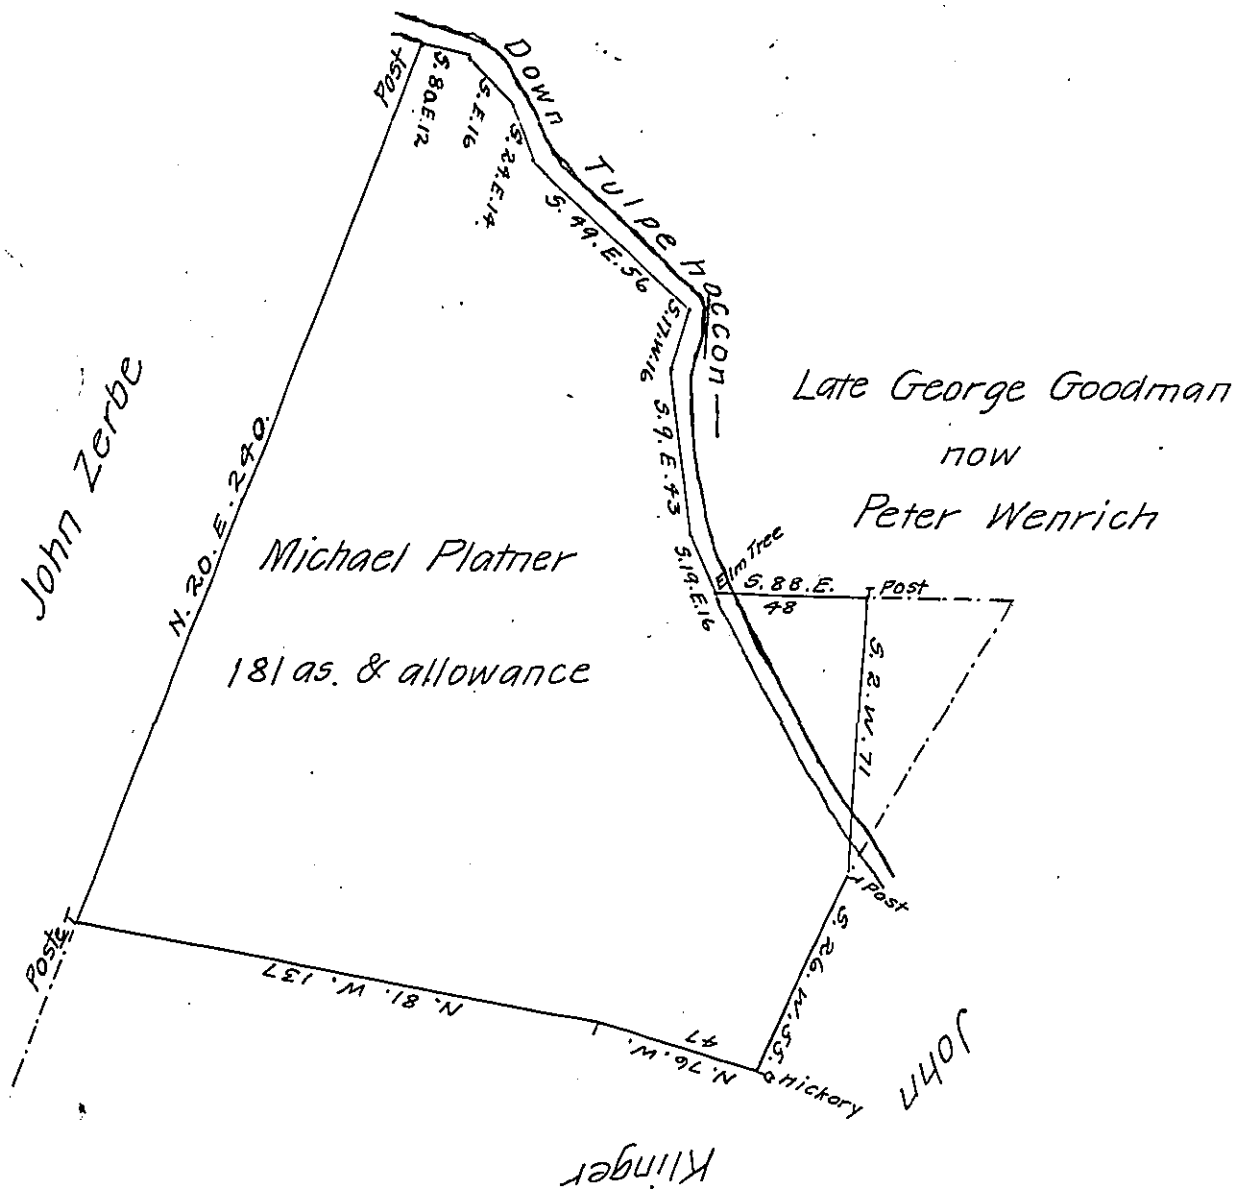 Down Tulpehaccon
Post
S. 80. E. 12
S. E. 16
S. 24. E. 14.
S. 49. E. 56
S. 17. W. 16
S. 9. E. 43
S. 19. E. 16
Elm Tree
S. 88. E.
48
Post
S. 2. W. 71
Post
S. 26. W. 55.
Hickory
N. 76. W.
47
N. 81. W. 137
Poste
N. 20. E. 240.
John Zerbe
Late George Goodman
now
Peter Wenrich
Michael Platner
181 as. & allowance
John
Klinger